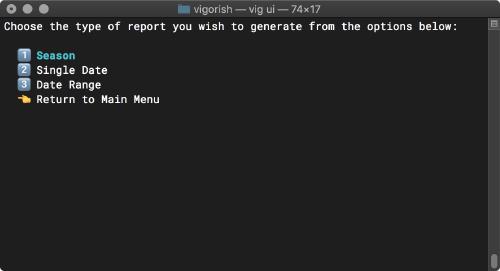 vigorish — vig ui — 74×17
Choose the type of report you wish to generate from the options below:
1 Season
2 Single Date
3 Date Range
Return to Main Menu